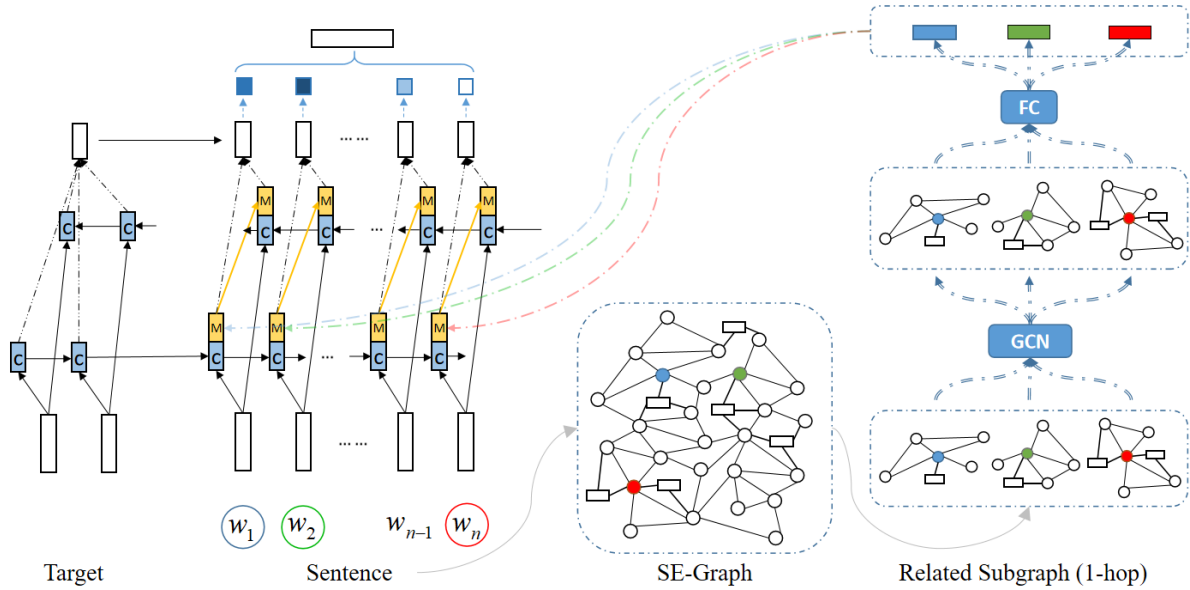 FC
GCN
... ...
M M M M
C C C C C C
...
M M M M
C C C C C C
...
... ...
w1 w2 wn−1 wn
Target
Sentence
SE-Graph
Related Subgraph (1-hop)